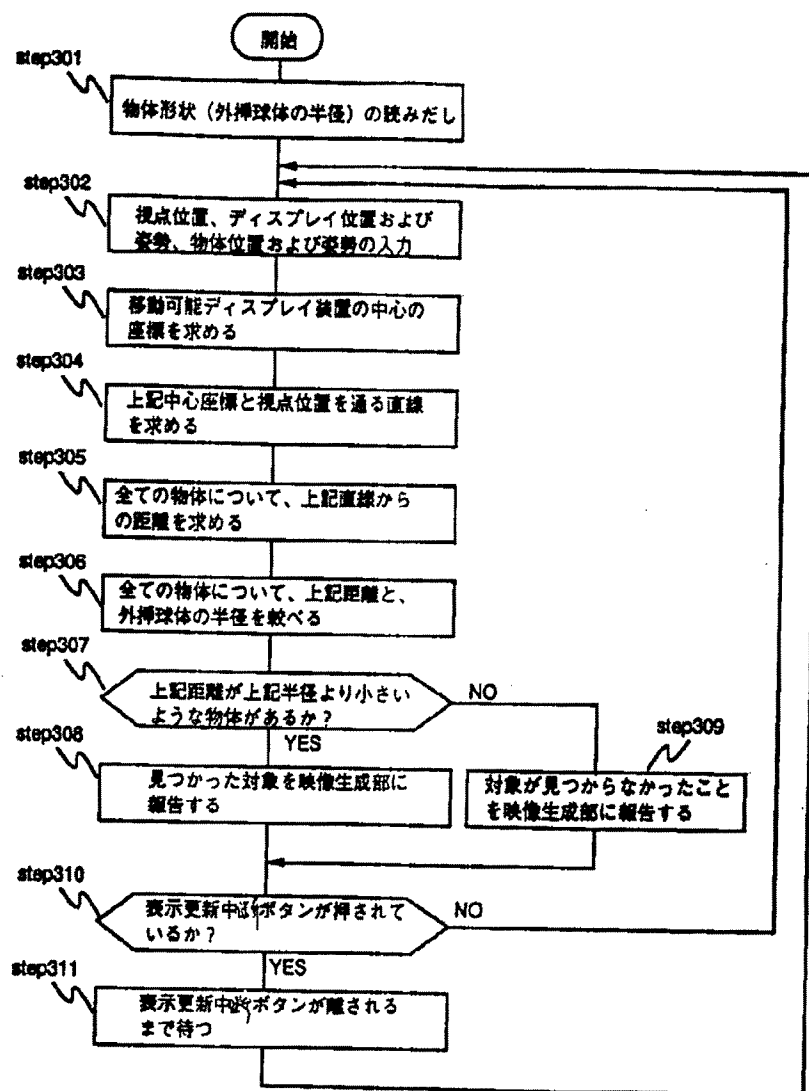 開始
step301
物体形状（外挿球体の半径）の読みだし
step302
視点位置、ディスプレイ位置および
姿勢、物体位置および姿勢の入力
step303
移動可能ディスプレイ装置の中心の
座標を求める
step304
上記中心座標と視点位置を通る直線
を求める
step305
全ての物体について、上記直線から
の距離を求める
step306
全ての物体について、上記距離と、
外挿球体の半径を較べる
step307
上記距離が上記半径より小さい
ような物体があるか？
NO
YES
step308
見つかった対象を映像生成部に
報告する
step309
対象が見つからなかったこと
を映像生成部に報告する
step310
表示更新中断ボタンが押されて
いるか？
NO
YES
step311
表示更新中断ボタンが離される
まで待つ